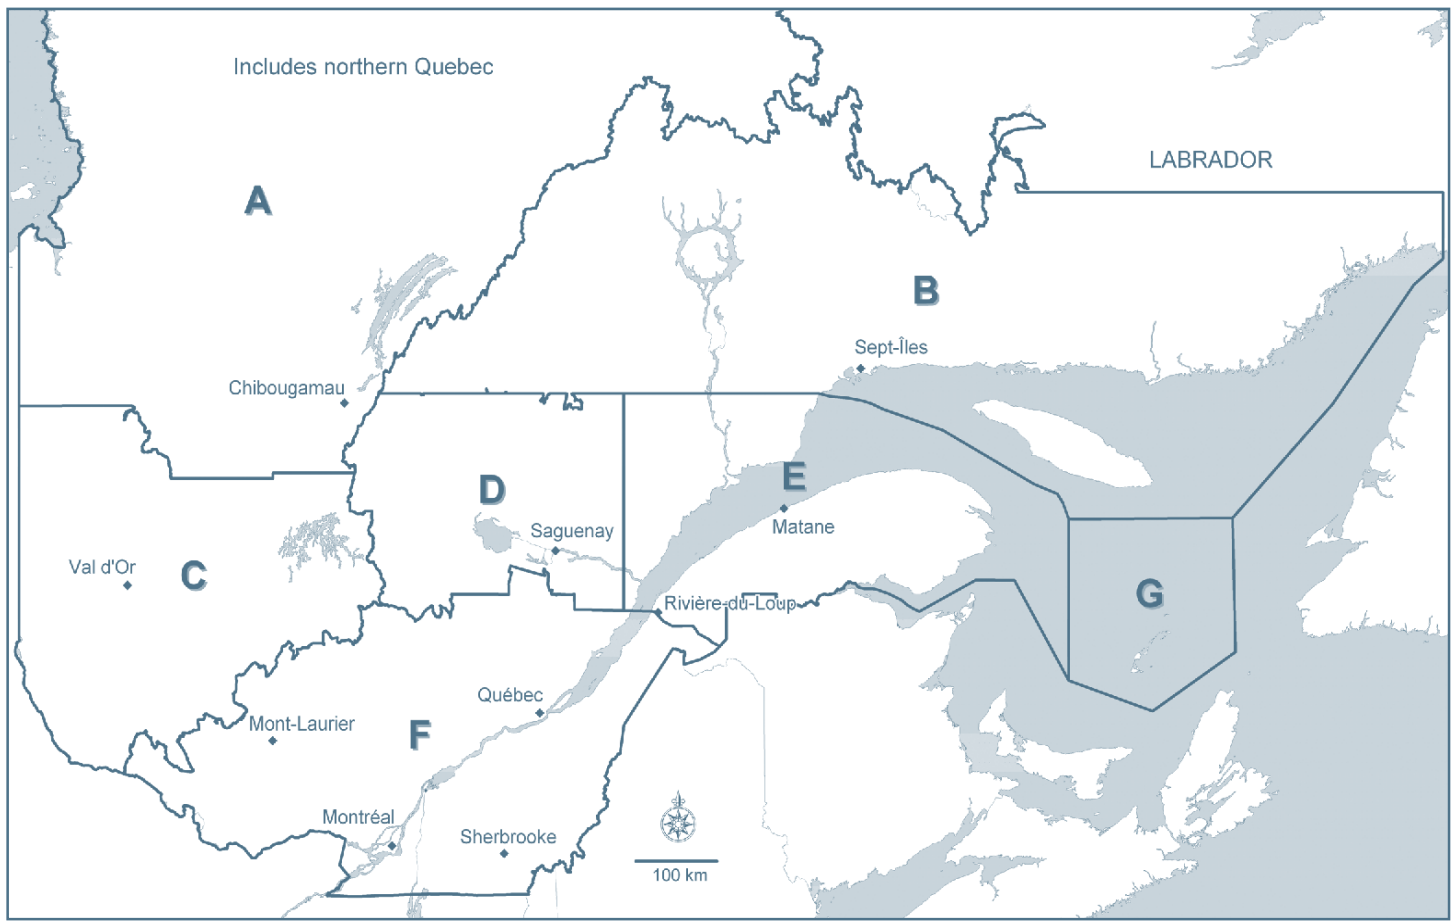 Includes northern Quebec
LABRADOR
A
B
Sept-Îles
Chibougamau
D
E
Saguenay
Matane
Val d'Or
C
Rivière-du-Loup
G
Québec
Mont-Laurier
F
Montréal
Sherbrooke
100 km